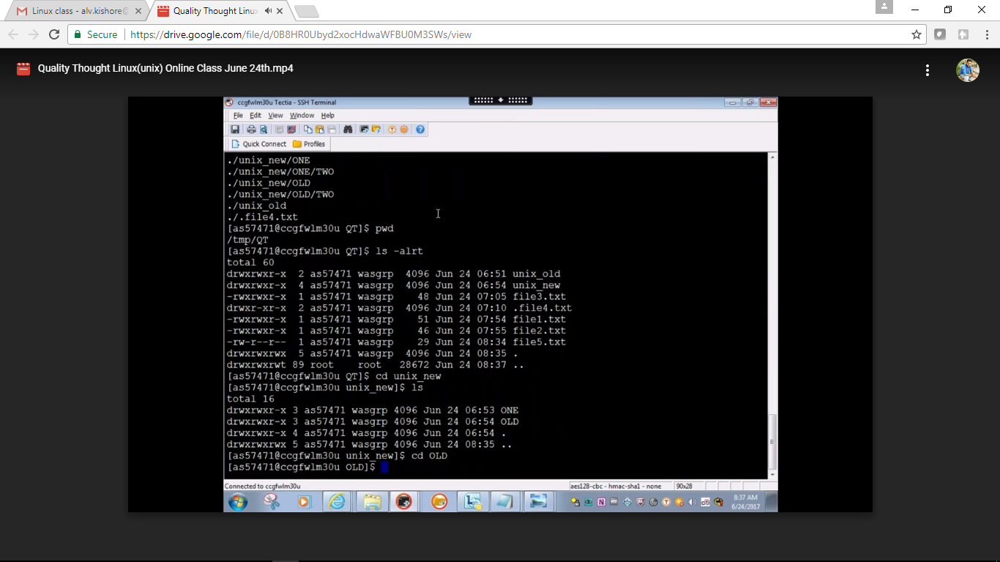 Linux class - alv.kishore@
Quality Thought Linux
Secure
https://drive.google.com/file/d/0B8HR0Ubyd2xocHdwaWFBU0M3SWs/view
Quality Thought Linux(unix) Online Class June 24th.mp4
ccgfwlm30u Tectia - SSH Terminal
File Edit View Window Help
Quick Connect Profiles
./unix_new/ONE
./unix_new/ONE/TWO
./unix_new/OLD
./unix_new/OLD/TWO
./unix_old
./.file4.txt
[as57471@ccgfwlm30u QT]$ pwd
/tmp/QT
[as57471@ccgfwlm30u QT]$ ls -alrt
total 60
drwxrwxr-x 2 as57471 wasgrp 4096 Jun 24 06:51 unix_old
drwxrwxr-x 4 as57471 wasgrp 4096 Jun 24 06:54 unix_new
-rwxrwxr-x 1 as57471 wasgrp 48 Jun 24 07:05 file3.txt
drwxr-xr-x 2 as57471 wasgrp 4096 Jun 24 07:10 .file4.txt
-rwxrwxr-x 1 as57471 wasgrp 51 Jun 24 07:54 file1.txt
-rwxrwxr-x 1 as57471 wasgrp 46 Jun 24 07:55 file2.txt
-rw-r--r-- 1 as57471 wasgrp 29 Jun 24 08:34 file5.txt
drwxrwxrwx 5 as57471 wasgrp 4096 Jun 24 08:35 .
drwxrwxrwt 89 root root 28672 Jun 24 08:37 ..
[as57471@ccgfwlm30u QT]$ cd unix_new
[as57471@ccgfwlm30u unix_new]$ ls
total 16
drwxrwxr-x 3 as57471 wasgrp 4096 Jun 24 06:53 ONE
drwxrwxr-x 3 as57471 wasgrp 4096 Jun 24 06:54 OLD
drwxrwxr-x 4 as57471 wasgrp 4096 Jun 24 06:54 .
drwxrwxrwx 5 as57471 wasgrp 4096 Jun 24 08:35 ..
[as57471@ccgfwlm30u unix_new]$ cd OLD
[as57471@ccgfwlm30u OLD]$
Connected to ccgfwlm30u
aes128-cbc - hmac-sha1 - none 90x28
8:37 AM
6/24/2017